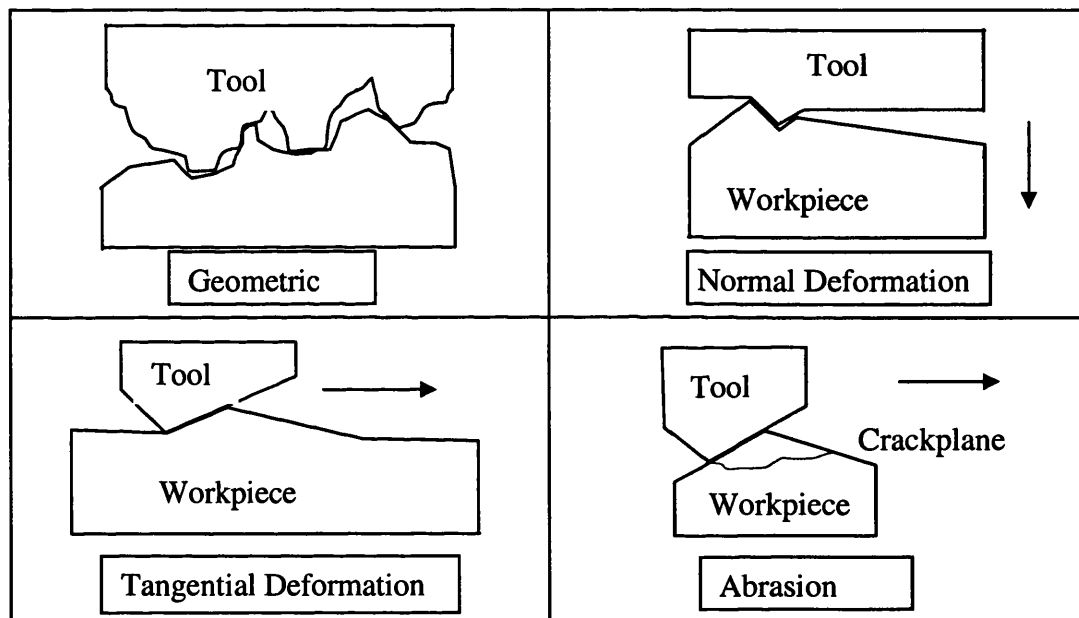 Tool
Geometric
Tool
Workpiece
Normal Deformation
Tool
Workpiece
Tangential Deformation
Tool
Crackplane
Workpiece
Abrasion